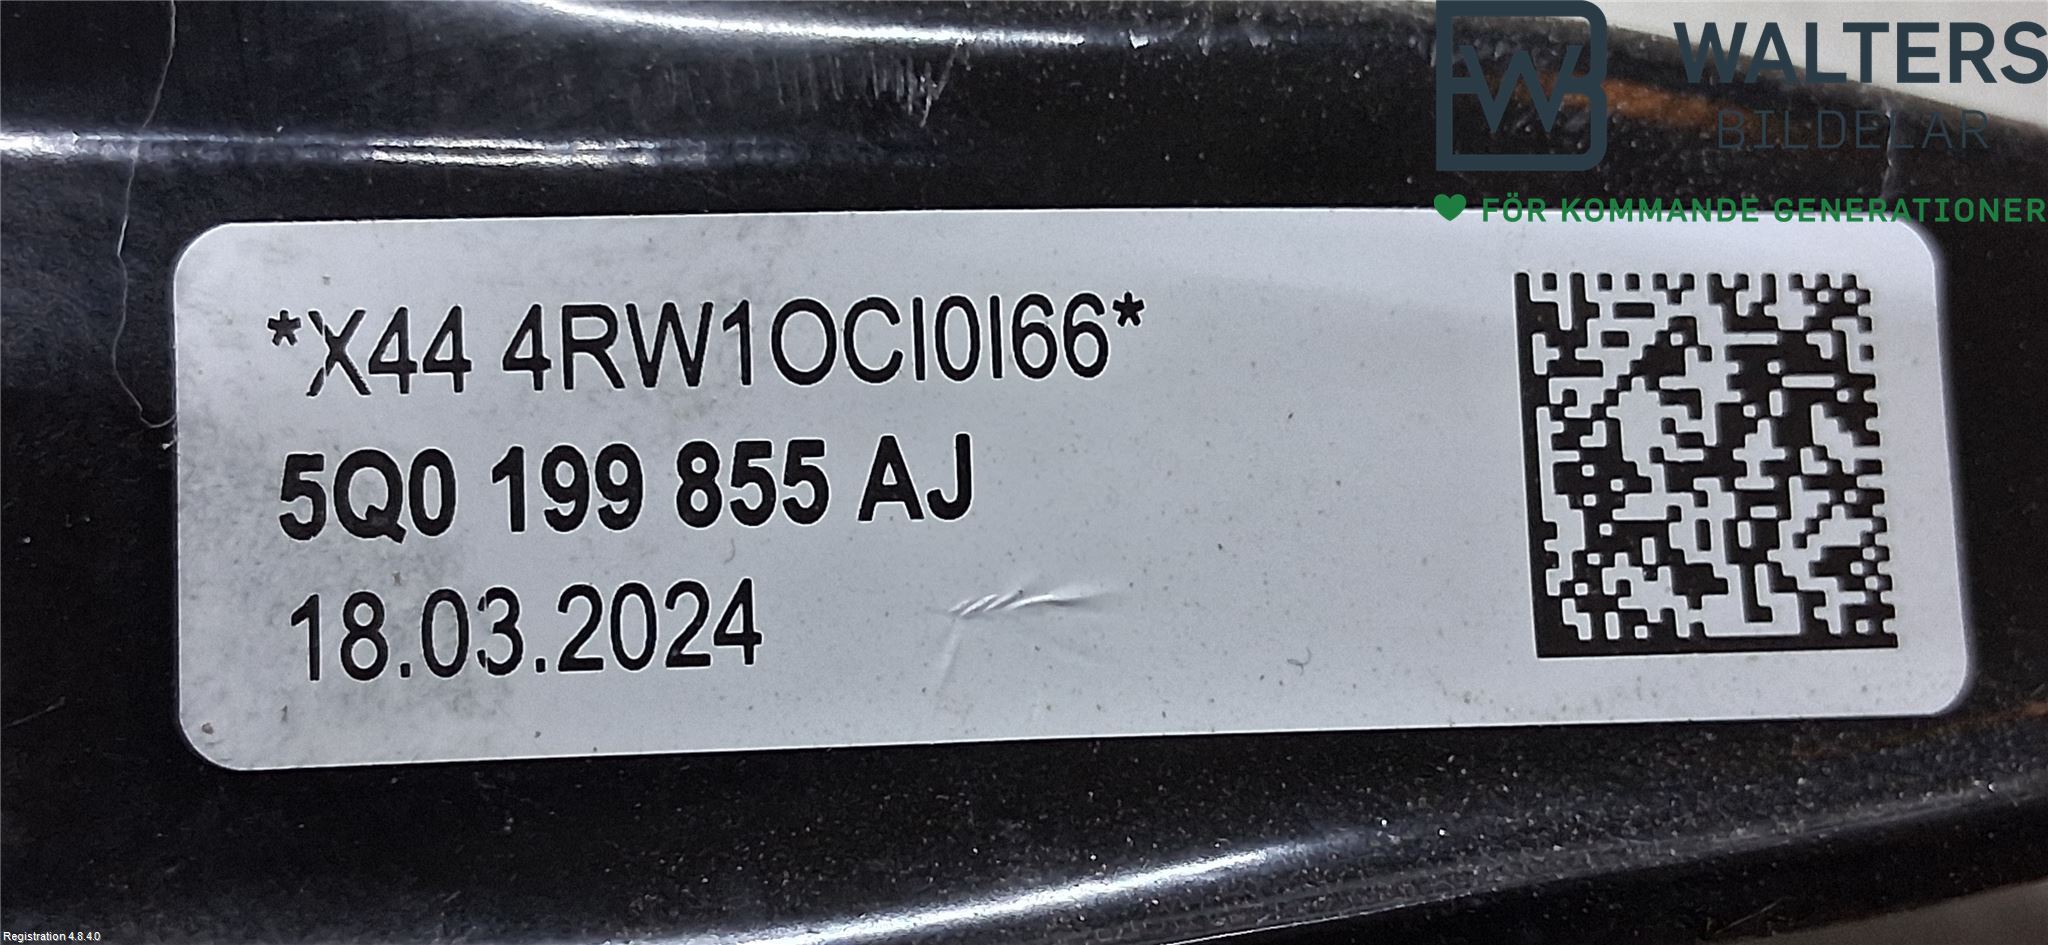 WALTERS
BILDELAR
FÖR KOMMANDE GENERATIONER
*X44 4RW1OCI0I66*
5Q0 199 855 AJ
18.03.2024
Registration 4.8.4.0